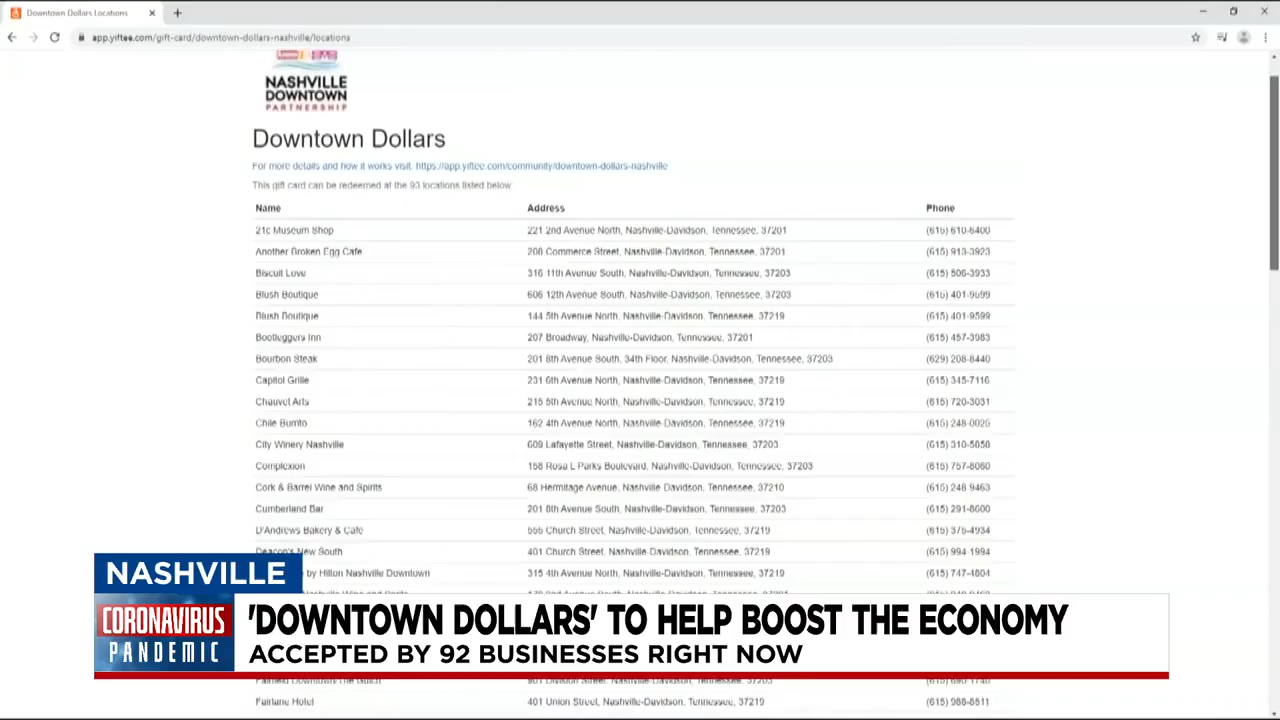 Downtown Dollars Locations
app.yiftee.com/gift-card/downtown-dollars-nashville/locations
NASHVILLE
DOWNTOWN
PARTNERSHIP
Downtown Dollars
For more details and how it works visit: https://app.yiftee.com/community/downtown-dollars-nashville
This gift card can be redeemed at the 93 locations listed below:
Name Address Phone
21c Museum Shop 221 2nd Avenue North, Nashville-Davidson, Tennessee, 37201 (615) 610-6400
Another Broken Egg Cafe 208 Commerce Street, Nashville-Davidson, Tennessee, 37201 (615) 913-3923
Biscuit Love 316 11th Avenue South, Nashville-Davidson, Tennessee, 37203 (615) 506-3933
Blush Boutique 606 12th Avenue South, Nashville-Davidson, Tennessee, 37203 (615) 401-9599
Blush Boutique 144 5th Avenue North, Nashville-Davidson, Tennessee, 37219 (615) 401-9599
Bootleggers Inn 207 Broadway, Nashville-Davidson, Tennessee, 37201 (615) 457-3983
Bourbon Steak 201 8th Avenue South, 34th Floor, Nashville-Davidson, Tennessee, 37203 (629) 208-8440
Capitol Grille 231 6th Avenue North, Nashville-Davidson, Tennessee, 37219 (615) 345-7116
Chauvet Arts 215 5th Avenue North, Nashville-Davidson, Tennessee, 37219 (615) 720-3031
Chile Burrito 162 4th Avenue North, Nashville-Davidson, Tennessee, 37219 (615) 248-0025
City Winery Nashville 609 Lafayette Street, Nashville-Davidson, Tennessee, 37203 (615)
Complexion 158 Rosa L Parks Boulevard, Nashville-Davidson, Tennessee, 37203 (615)
Cork & Barrel Wine and Spirits 68 Hermitage Avenue, Nashville-Davidson, Tennessee, 37210 (615) 248-9463
Cumberland Bar 201 8th Avenue South, Nashville-Davidson, Tennessee, 37203 (615) 291-8600
D'Andrews Bakery & Cafe 555 Church Street, Nashville-Davidson, Tennessee, 37219 (615) 375-4934
Deacon's New South 401 Church Street, Nashville-Davidson, Tennessee, 37219 (615) 994-1994
by Hilton Nashville Downtown 315 4th Avenue North, Nashville-Davidson, Tennessee, 37219 (615) 747-4804
NASHVILLE
CORONAVIRUS
PANDEMIC
'DOWNTOWN DOLLARS' TO HELP BOOST THE ECONOMY
ACCEPTED BY 92 BUSINESSES RIGHT NOW
Fairlane Hotel 401 Union Street, Nashville-Davidson, Tennessee, 37219 (615) 988-8511